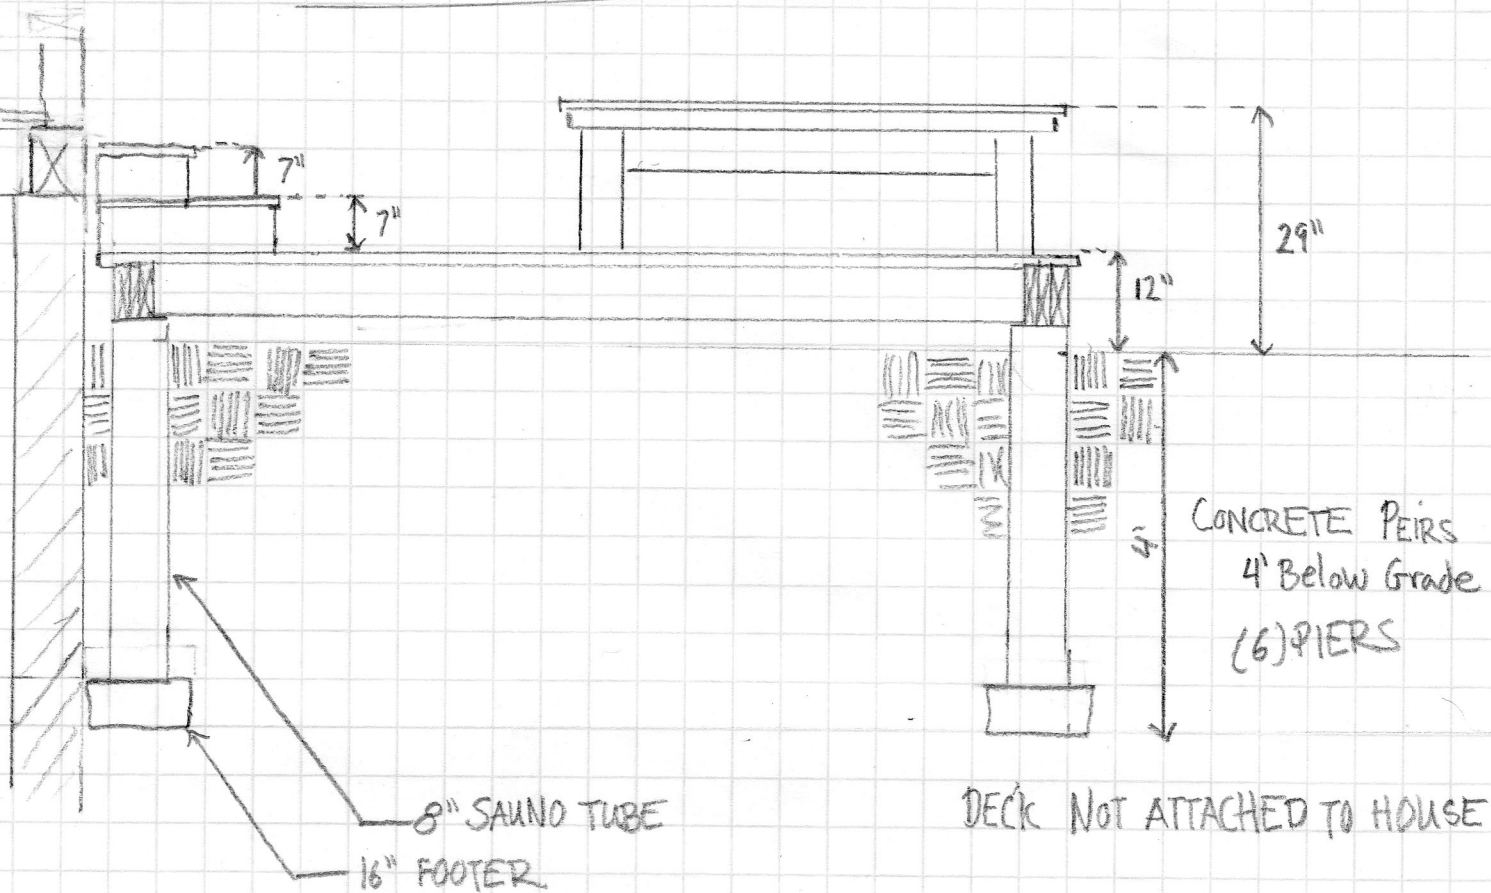 7"
7"
29"
12"
4'
CONCRETE PEIRS
4' Below Grade
(6) PIERS
8" SAUNO TUBE
16" FOOTER
DECK NOT ATTACHED TO HOUSE